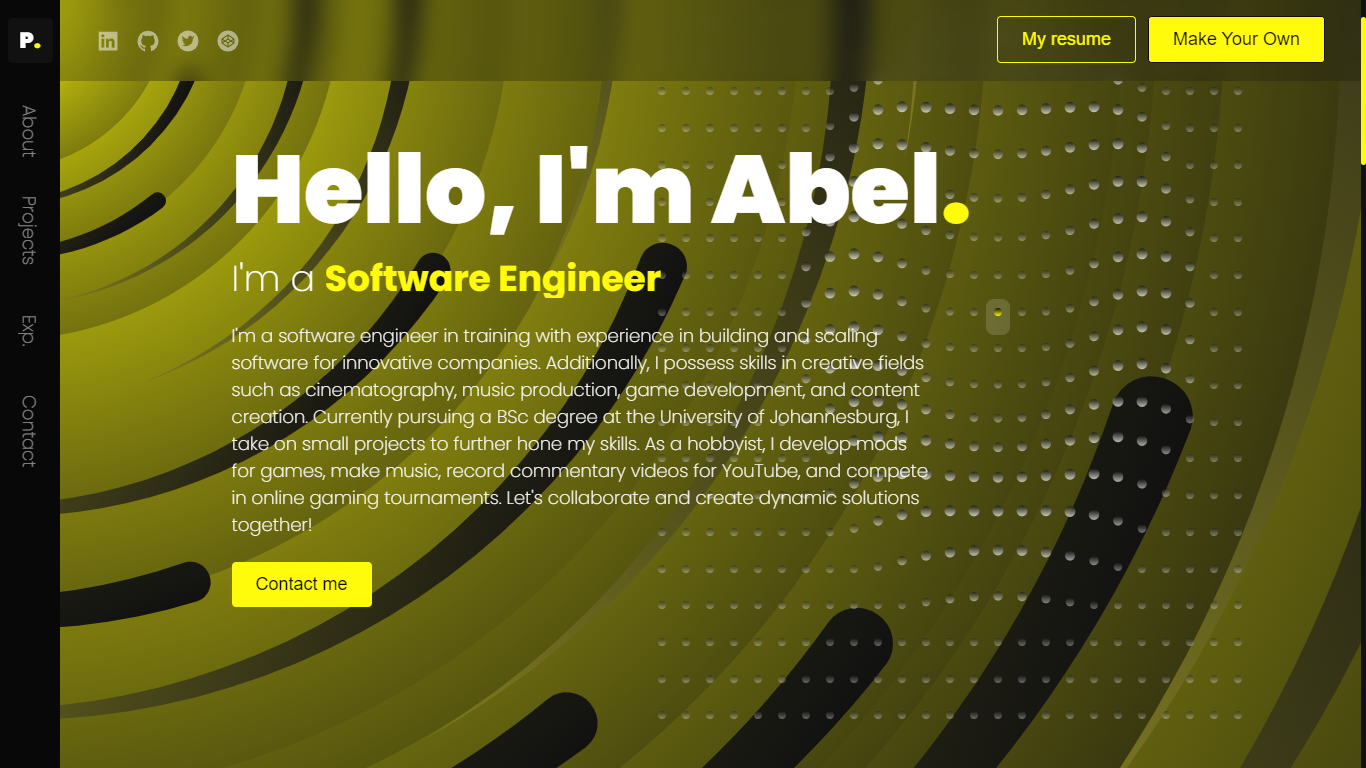 P.
My resume
Make Your Own
About
Projects
Exp.
Contact
Hello, I'm Abel.
I'm a Software Engineer
I'm a software engineer in training with experience in building and scaling
software for innovative companies. Additionally, I possess skills in creative fields
such as cinematography, music production, game development, and content
creation. Currently pursuing a BSc degree at the University of Johannesburg, I
take on small projects to further hone my skills. As a hobbyist, I develop mods
for games, make music, record commentary videos for YouTube, and compete
in online gaming tournaments. Let's collaborate and create dynamic solutions
together!
Contact me